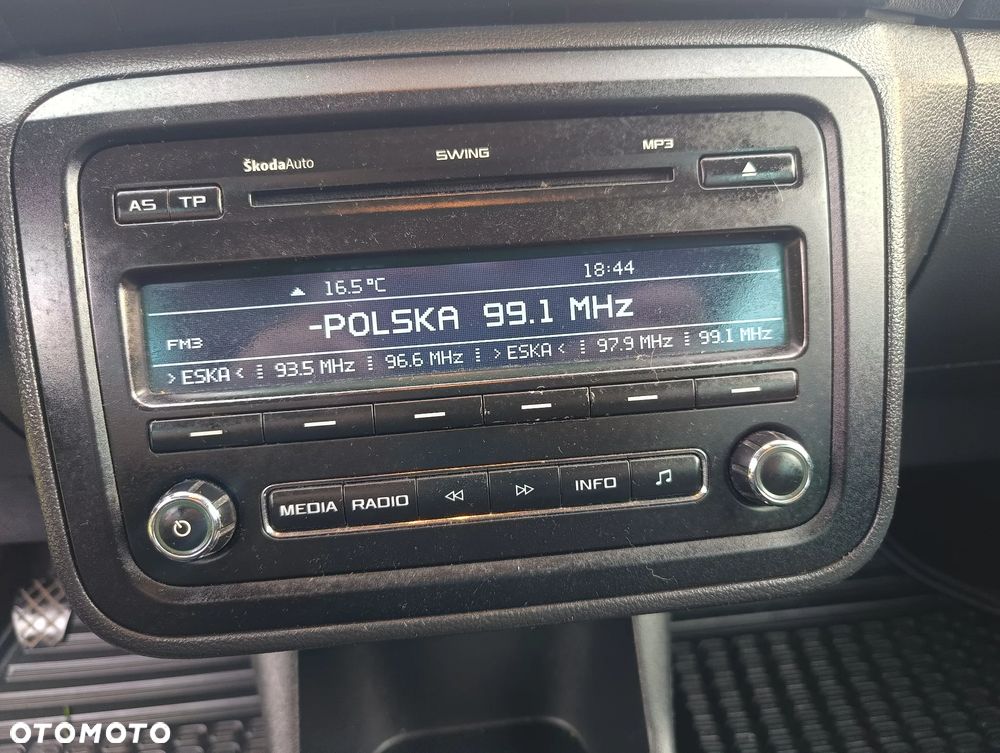 ŠkodaAuto SWING MP3
AS TP
16.5°C 18:44
FM3 -POLSKA 99.1 MHz
>ESKA< 93.5 MHz 96.6 MHz >ESKA< 97.9 MHz 99.1 MHz
MEDIA RADIO INFO
OTOMOTO